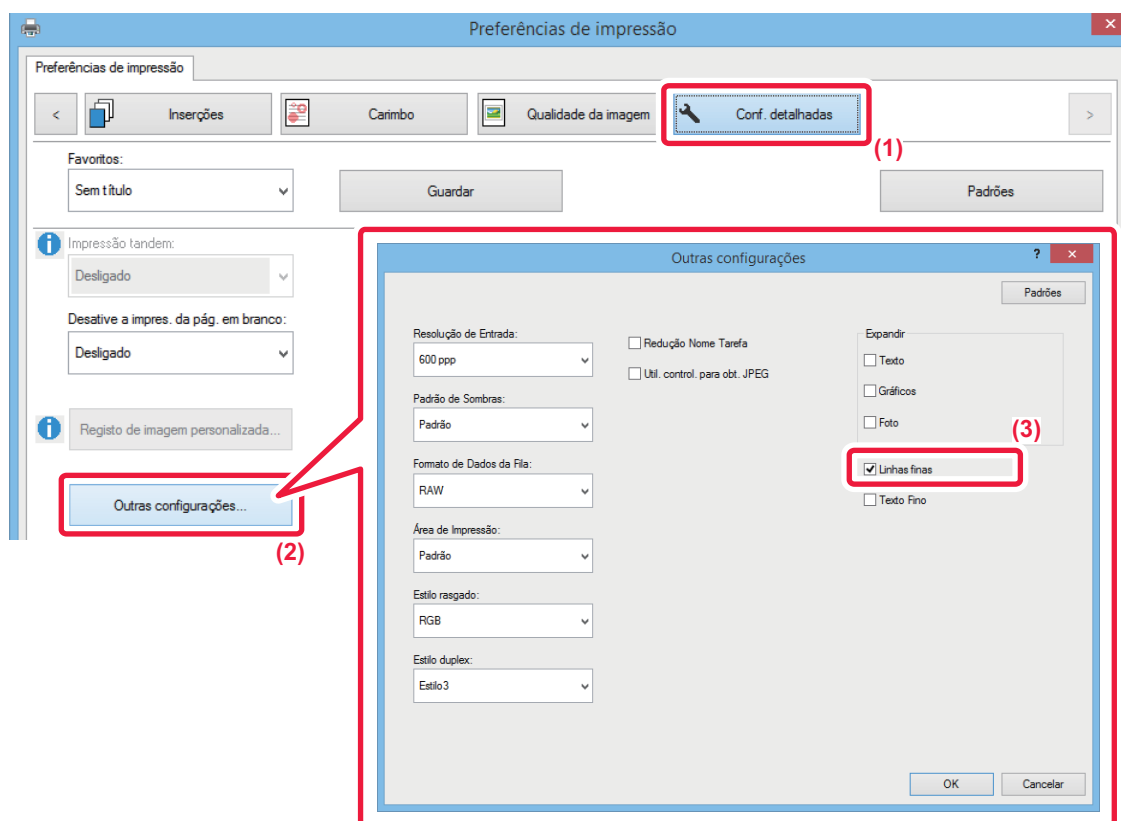 Preferências de impressão
Preferências de impressão
<
Inserções
Carimbo
Qualidade da imagem
Conf. detalhadas
>
(1)
Favoritos:
Sem título
Guardar
Padrões
Impressão tandem:
Desligado
Desative a impres. da pág. em branco:
Desligado
Registo de imagem personalizada...
Outras configurações...
(2)
Outras configurações
?
Padrões
Resolução de Entrada:
600 ppp
Padrão de Sombras:
Padrão
Formato de Dados da Fila:
RAW
Área de Impressão:
Padrão
Estilo rasgado:
RGB
Estilo duplex:
Estilo3
Redução Nome Tarefa
Util. control. para obt. JPEG
Expandir
Texto
Gráficos
Foto
(3)
Linhas finas
Texto Fino
OK
Cancelar